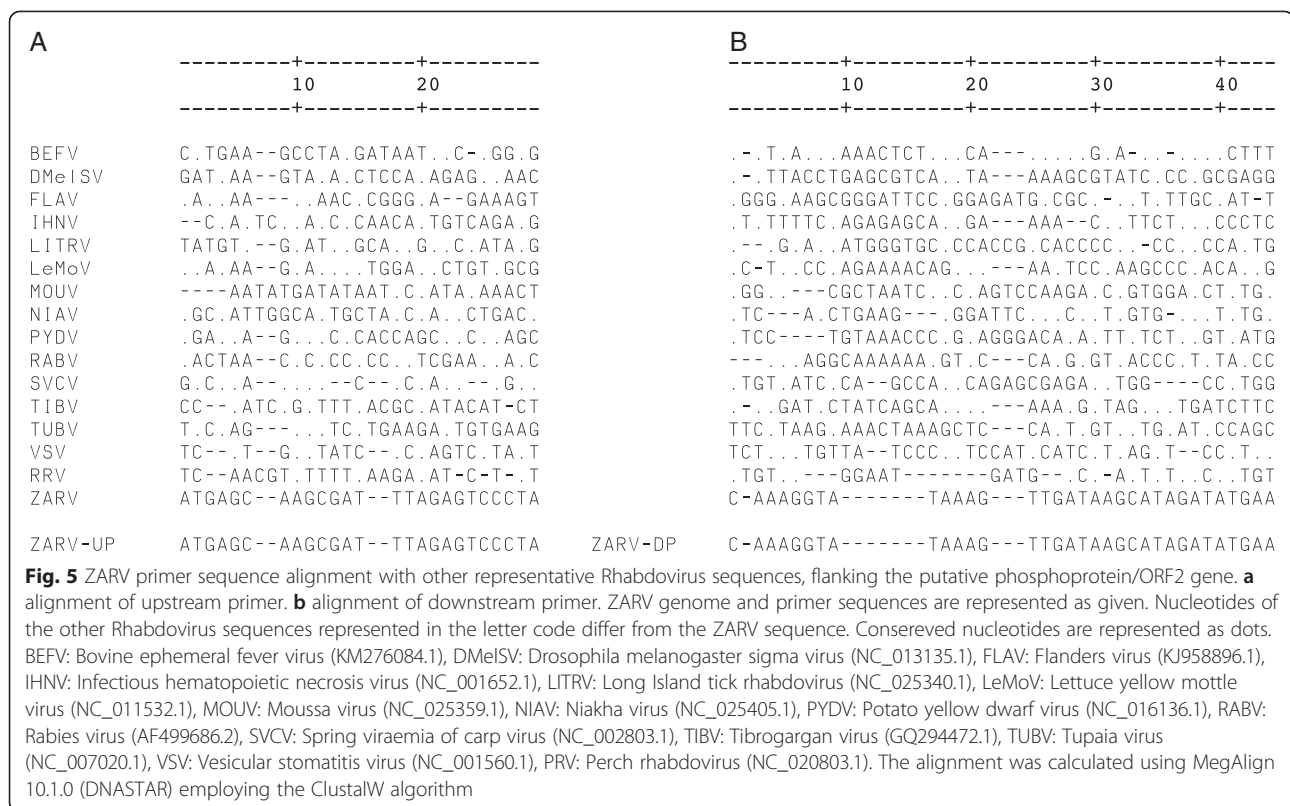 A B
---------+---------+--------- ---------+---------+---------+---------+----
10 20 10 20 30 40
---------+---------+--------- ---------+---------+---------+---------+----
BEFV C.TGAA--GCCTA.GATAAT..C-.GG.G .-.T.A...AAACTCT...CA---.....G.A-..-....CTTT
DMelSV GAT.AA--GTA.A.CTCCA.AGAG..AAC .-.TTACCTGAGCGTCA..TA---AAAGCGTATC.CC.GCGAGG
FLAV .A..AA---..AAC.CGGG.A--GAAAGT .GGG.AAGCGGGATTCC.GGAGATG.CGC.-..T.TTGC.AT-T
IHNV --C.A.TC..A.C.CAACA.TGTCAGA.G .T.TTTTC.AGAGAGCA..GA---AAA--C..TTCT...CCCTC
LITRV TATGT.--G.AT..GCA..G..C.ATA.G .--.G.A..ATGGGTGC.CCACCG.CACCCC..-CC..CCA.TG
LeMoV ..A.AA--G.A....TGGA..CTGT.GCG .C-T..CC.AGAAAACAG...----AA.TCC.AAGCCC.ACA..G
MOUV ----AATATGATATAAT.C.ATA.AAACT .GG..---CGCTAATC..C.AGTCCAAGA.C.GTGGA.CT.TG.
NIAV .GC.ATTGGCA.TGCTA.C.A..CTGAC. .TC---A.CTGAAG---.GGATTC...C..T.GTG-...T.TG.
PYDV .GA..A--G...C.CACCAGC..C..AGC .TCC----TGTAAACCC.G.AGGGACA.A.TT.TCT..GT.ATG
RABV .ACTAA--C.C.CC.CC..TCGAA..A.C ---...AGGCAAAAAA.GT.C---CA.G.GT.ACCC.T.TA.CC
SVCV G.C..A--....--C--.C.A..--.G.. .TGT.ATC.CA--GCCA..CAGAGCGAGA..TGG----CC.TGG
TIBV CC--.ATC.G.TTT.ACGC.ATACAT-CT .-..GAT.CTATCAGCA....---AAA.G.TAG...TGATCTTC
TUBV T.C.AG---...TC.TGAAGA.TGTGAAG TTC.TAAG.AAACTAAAGCTC---CA.T.GT..TG.AT.CCAGC
VSV TC--.T--G..TATC..C.CAGTC.TA.T TCT...TGTTA--TCCC..TCCAT.CATC.T.AG.T--CC.T..
RRV TC--AACGT.TTTT.AAGA.AT-C-T-.T .TGT..---GGAAT-------GATG--.C.-A.T.T..C..TGT
ZARV ATGAGC--AAGCGAT--TTAGAGTCCCTA C-AAAGGTA-------TAAAG---TTGATAAGCATAGATATGAA
ZARV-UP ATGAGC--AAGCGAT--TTAGAGTCCCTA ZARV-DP C-AAAGGTA-------TAAAG---TTGATAAGCATAGATATGAA
Fig. 5 ZARV primer sequence alignment with other representative Rhabdovirus sequences, flanking the putative phosphoprotein/ORF2 gene. a
alignment of upstream primer. b alignment of downstream primer. ZARV genome and primer sequences are represented as given. Nucleotides of
the other Rhabdovirus sequences represented in the letter code differ from the ZARV sequence. Consereved nucleotides are represented as dots.
BEFV: Bovine ephemeral fever virus (KM276084.1), DMelSV: Drosophila melanogaster sigma virus (NC_013135.1), FLAV: Flanders virus (KJ958896.1),
IHNV: Infectious hematopoietic necrosis virus (NC_001652.1), LITRV: Long Island tick rhabdovirus (NC_025340.1), LeMoV: Lettuce yellow mottle
virus (NC_011532.1), MOUV: Moussa virus (NC_025359.1), NIAV: Niakha virus (NC_025405.1), PYDV: Potato yellow dwarf virus (NC_016136.1), RABV:
Rabies virus (AF499686.2), SVCV: Spring viraemia of carp virus (NC_002803.1), TIBV: Tibrogargan virus (GQ294472.1), TUBV: Tupaia virus
(NC_007020.1), VSV: Vesicular stomatitis virus (NC_001560.1), PRV: Perch rhabdovirus (NC_020803.1). The alignment was calculated using MegAlign
10.1.0 (DNASTAR) employing the ClustalW algorithm